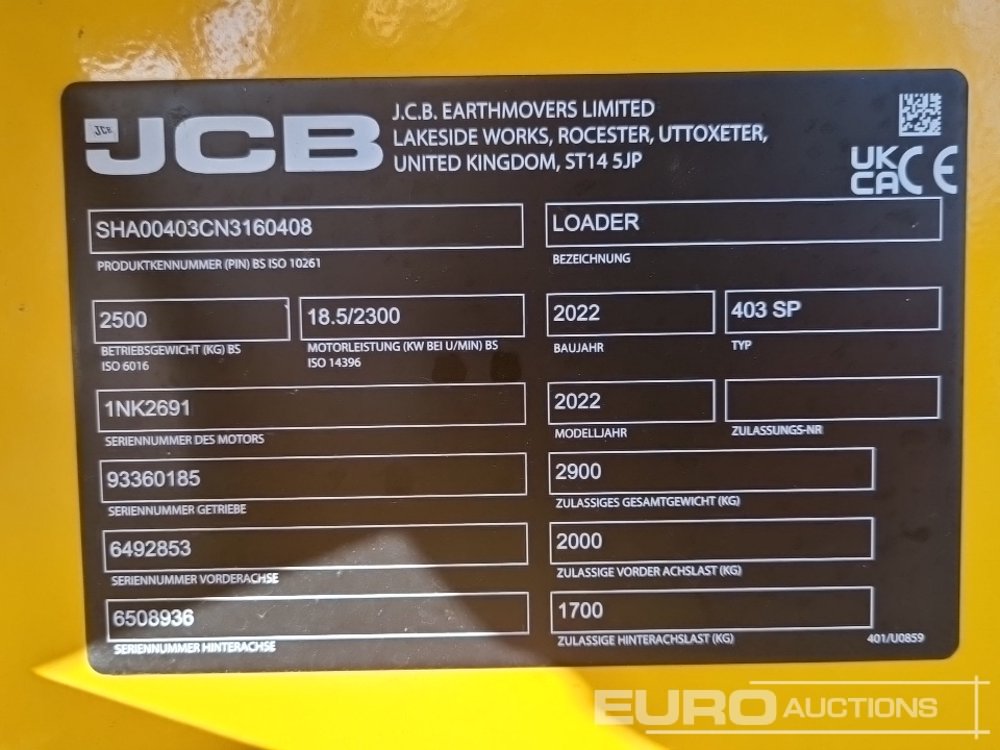 JCB
JCB
J.C.B. EARTHMOVERS LIMITED
LAKESIDE WORKS, ROCESTER, UTTOXETER,
UNITED KINGDOM, ST14 5JP
UK
CA CE
SHA00403CN3160408
PRODUKTKENNUMMER (PIN) BS ISO 10261
LOADER
BEZEICHNUNG
2500
BETRIEBSGEWICHT (KG) BS
ISO 6016
18.5/2300
MOTORLEISTUNG (KW BEI U/MIN) BS
ISO 14396
2022
BAUJAHR
403 SP
TYP
1NK2691
SERIENNUMMER DES MOTORS
2022
MODELLJAHR
ZULASSUNGS-NR
93360185
SERIENNUMMER GETRIEBE
2900
ZULASSIGES GESAMTGEWICHT (KG)
6492853
SERIENNUMMER VORDERACHSE
2000
ZULASSIGE VORDER ACHSLAST (KG)
6508936
SERIENNUMMER HINTERACHSE
1700
ZULASSIGE HINTERACHSLAST (KG)
401/U0859
EURO AUCTIONS